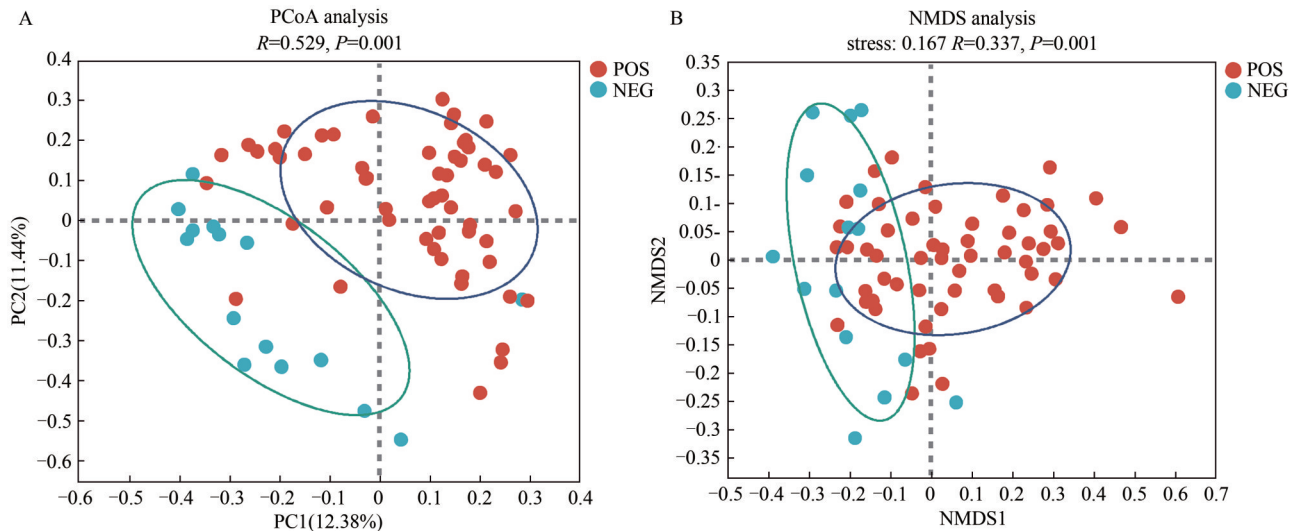 A
PCoA analysis
R=0.529, P=0.001
POS
NEG
0.4
0.3
0.2
0.1
0
−0.1
−0.2
−0.3
−0.4
−0.5
−0.6
PC2(11.44%)
−0.6 −0.5 −0.4 −0.3 −0.2 −0.1 0 0.1 0.2 0.3 0.4
PC1(12.38%)
B
NMDS analysis
stress: 0.167 R=0.337, P=0.001
POS
NEG
0.35
0.35
0.25
0.15
0.1
0.05
0
−0.05
−0.1
−0.15
−0.2
−0.25
−0.3
−0.35
NMDS2
−0.5 −0.4 −0.3 −0.2 −0.1 0 0.1 0.2 0.3 0.4 0.5 0.6 0.7
NMDS1